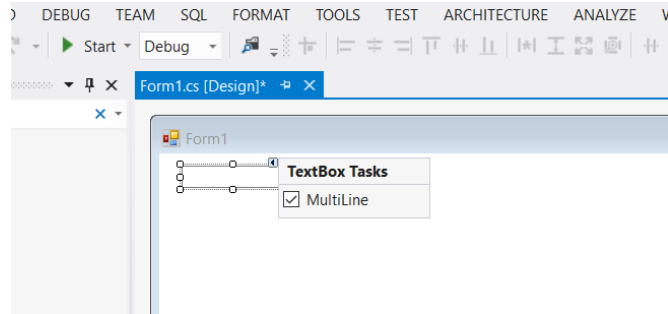 DEBUG TEAM SQL FORMAT TOOLS TEST ARCHITECTURE ANALYZE
Start Debug
Form1.cs [Design]*
Form1
TextBox Tasks
MultiLine